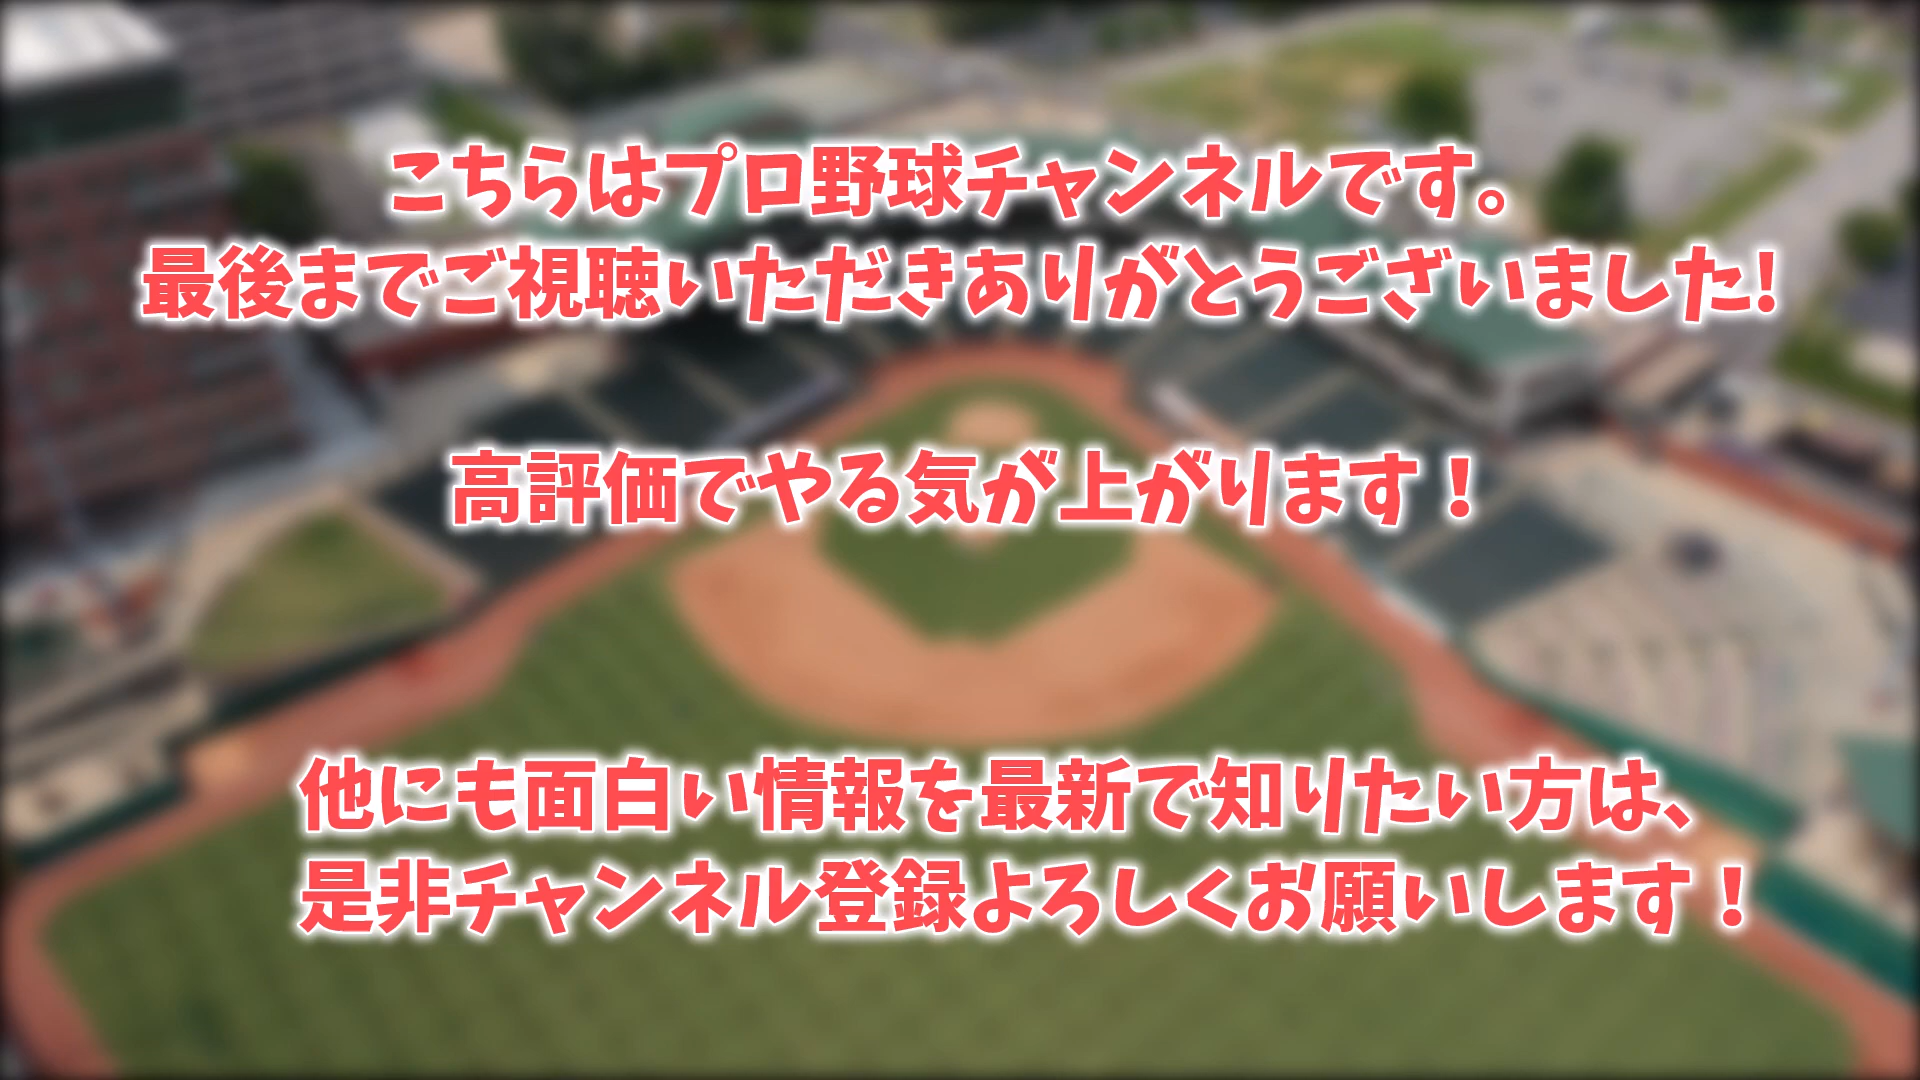 こちらはプロ野球チャンネルです。
最後までご視聴いただきありがとうございました!
高評価でやる気が上がります！
他にも面白い情報を最新で知りたい方は、
是非チャンネル登録よろしくお願いします！